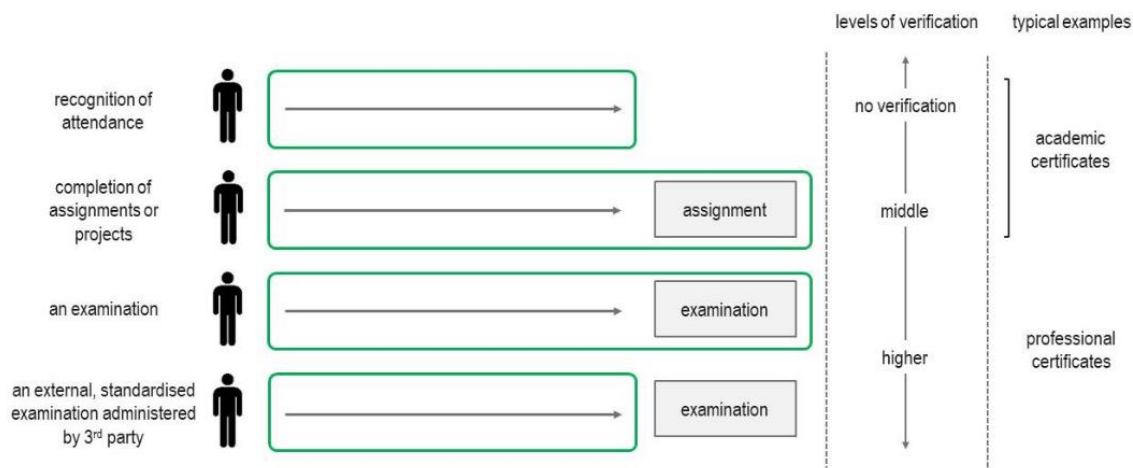 levels of verification
typical examples
recognition of
attendance
no verification
academic
certificates
completion of
assignments or
projects
assignment
middle
an examination
examination
higher
professional
certificates
an external, standardised
examination administered
by 3rd party
examination